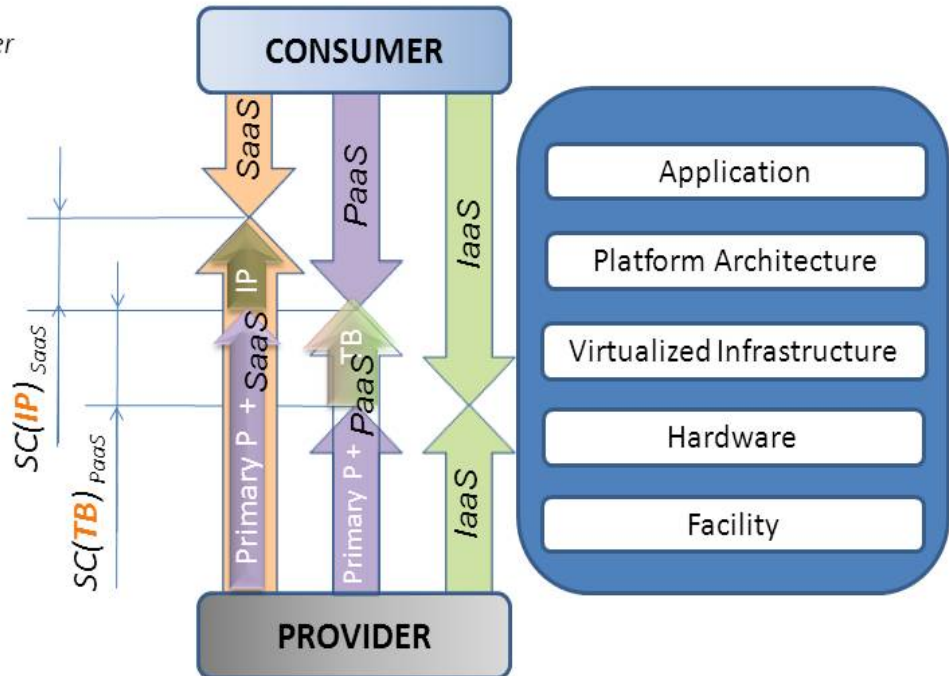 er
CONSUMER
SaaS
PaaS
IaaS
IP
SaaS
Primary P +
TB
PaaS
Primary P +
IaaS
SC(IP) SaaS
SC(TB) PaaS
PROVIDER
Application
Platform Architecture
Virtualized Infrastructure
Hardware
Facility